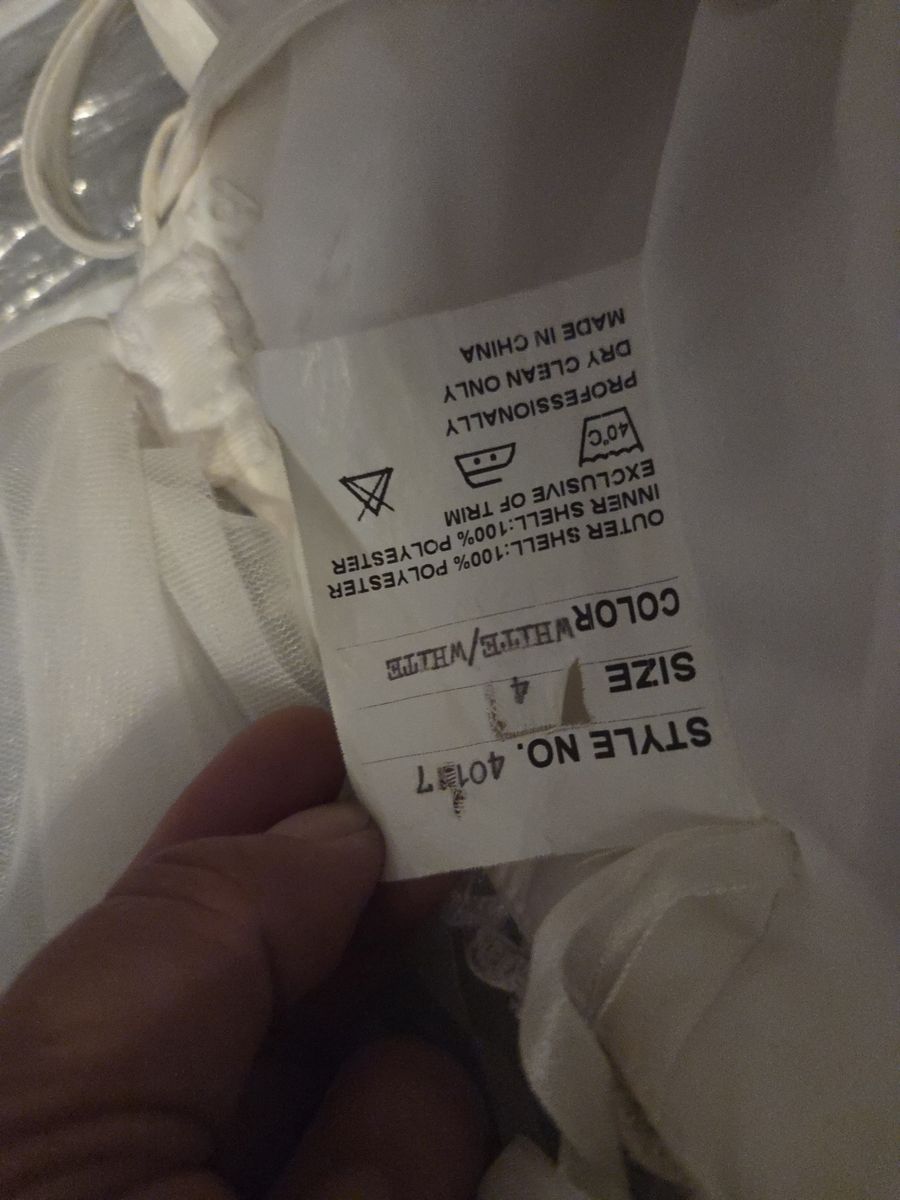 STYLE NO.
SIZE 4
COLOR WHITE/WHITE
OUTER SHELL:100% POLYESTER
INNER SHELL:100% POLYESTER
EXCLUSIVE OF TRIM
40°C
PROFESSIONALLY
DRY CLEAN ONLY
MADE IN CHINA